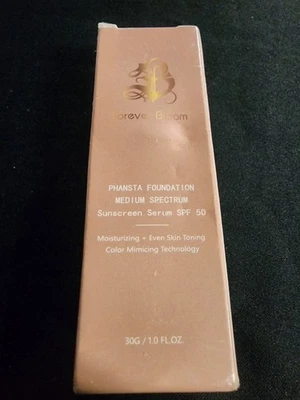 Forever Bloom
PHANSTA FOUNDATION
MEDIUM SPECTRUM
Sunscreen Serum SPF 50
Moisturizing + Even Skin Toning
Color Mimicing Technology
30G / 1.0 FL.OZ.